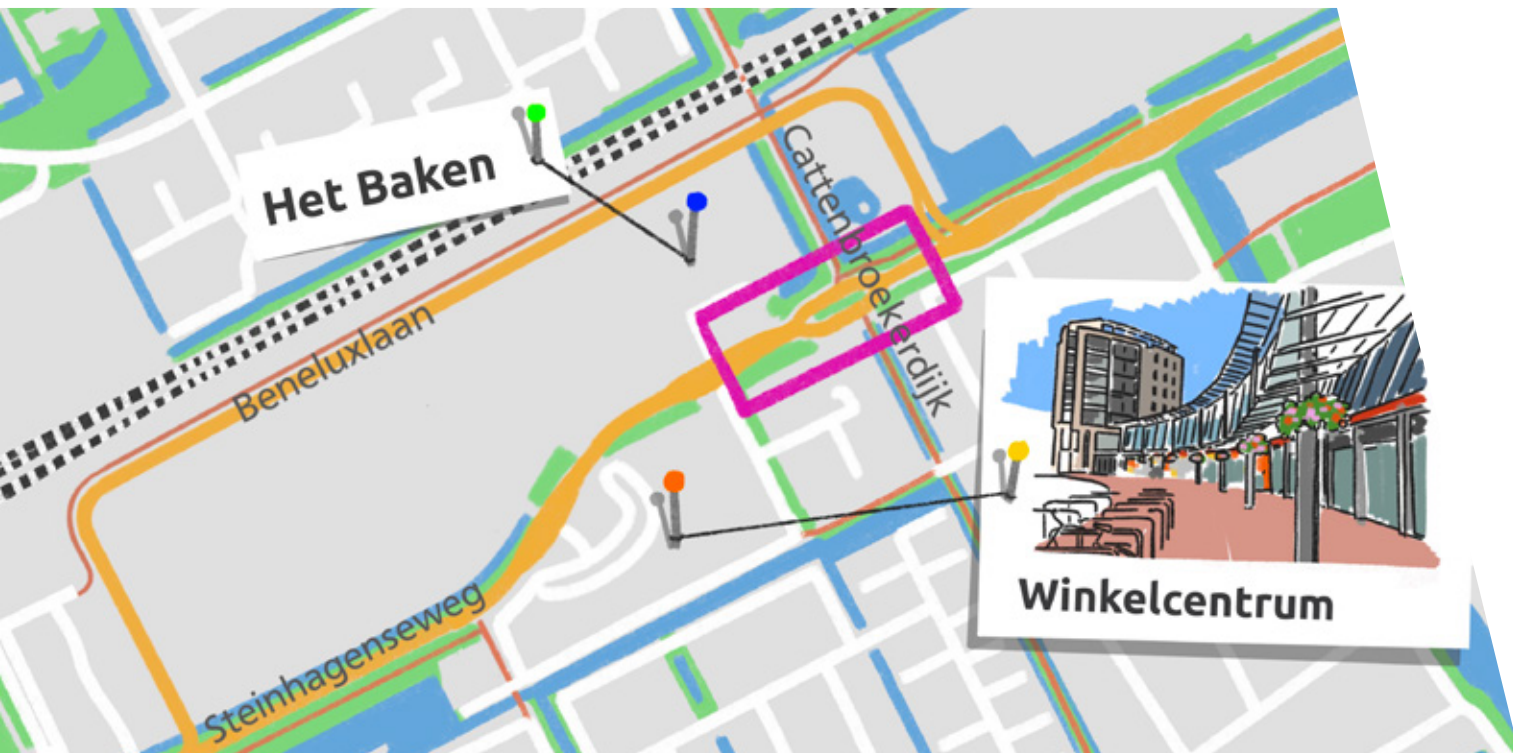 Het Baken
Cattenbroekerdijk
Beneluxlaan
Winkelcentrum
Steinhagenseweg